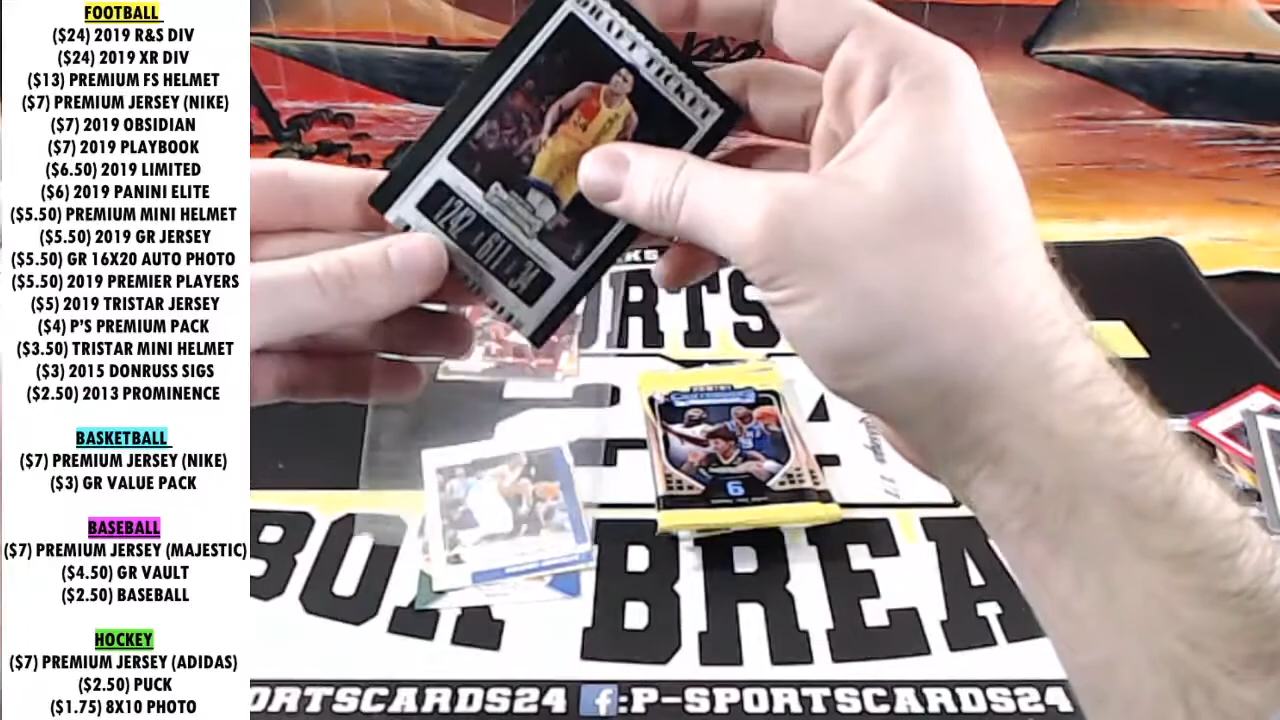 FOOTBALL
($24) 2019 R&S DIV
($24) 2019 XR DIV
($13) PREMIUM FS HELMET
($7) PREMIUM JERSEY (NIKE)
($7) 2019 OBSIDIAN
($7) 2019 PLAYBOOK
($6.50) 2019 LIMITED
($6) 2019 PANINI ELITE
($5.50) PREMIUM MINI HELMET
($5.50) 2019 GR JERSEY
($5.50) GR 16X20 AUTO PHOTO
($5.50) 2019 PREMIER PLAYERS
($5) 2019 TRISTAR JERSEY
($4) P'S PREMIUM PACK
($3.50) TRISTAR MINI HELMET
($3) 2015 DONRUSS SIGS
($2.50) 2013 PROMINENCE
BASKETBALL
($7) PREMIUM JERSEY (NIKE)
($3) GR VALUE PACK
BASEBALL
($7) PREMIUM JERSEY (MAJESTIC)
($4.50) GR VAULT
($2.50) BASEBALL
HOCKEY
($7) PREMIUM JERSEY (ADIDAS)
($2.50) PUCK
($1.75) 8X10 PHOTO
DRAFT TICKET
PANINI
6
ORTS
BOX BREA
ORTSCARDS24 f:P-SPORTSCARDS24